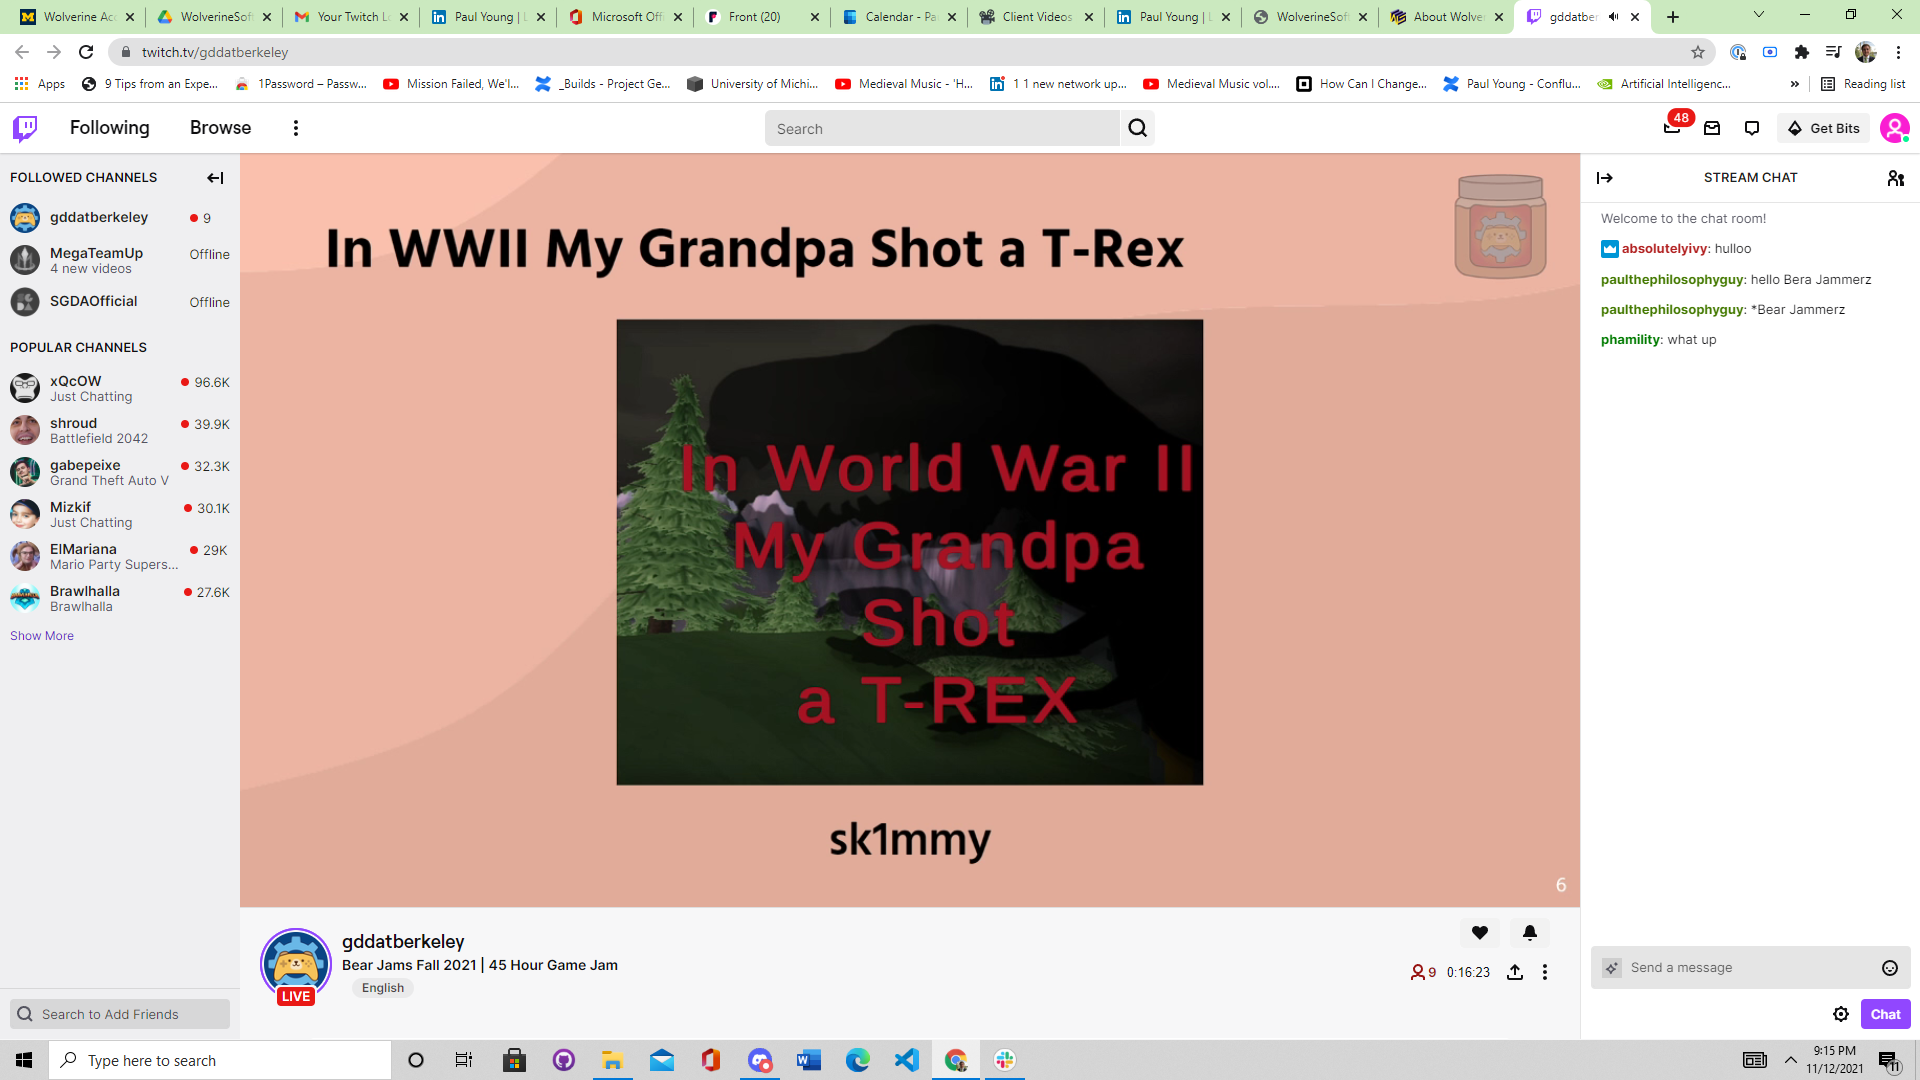 Wolverine Acc
WolverineSoft
Your Twitch Lo
Paul Young | L
Microsoft Offi
Front (20)
Calendar - Pa
Client Videos
Paul Young | L
WolverineSoft
About Wolver
gddatber
twitch.tv/gddatberkeley
Apps
9 Tips from an Expe...
1Password – Passw...
Mission Failed, We'l...
_Builds - Project Ge...
University of Michi...
Medieval Music - 'H...
1 1 new network up...
Medieval Music vol....
How Can I Change...
Paul Young - Conflu...
Artificial Intelligenc...
»
Reading list
Following
Browse
Search
48
Get Bits
FOLLOWED CHANNELS
gddatberkeley
9
MegaTeamUp
Offline
4 new videos
SGDAOfficial
Offline
POPULAR CHANNELS
xQcOW
96.6K
Just Chatting
shroud
39.9K
Battlefield 2042
gabepeixe
32.3K
Grand Theft Auto V
Mizkif
30.1K
Just Chatting
ElMariana
29K
Mario Party Supers...
Brawlhalla
27.6K
Brawlhalla
Show More
Search to Add Friends
In WWII My Grandpa Shot a T-Rex
In World War II
My Grandpa
Shot
a T-REX
sk1mmy
6
gddatberkeley
Bear Jams Fall 2021 | 45 Hour Game Jam
English
LIVE
9
0:16:23
STREAM CHAT
Welcome to the chat room!
absolutelyivy: hulloo
paulthephilosophyguy: hello Bera Jammerz
paulthephilosophyguy: *Bear Jammerz
phamility: what up
Send a message
Chat
Type here to search
9:15 PM
11/12/2021
11